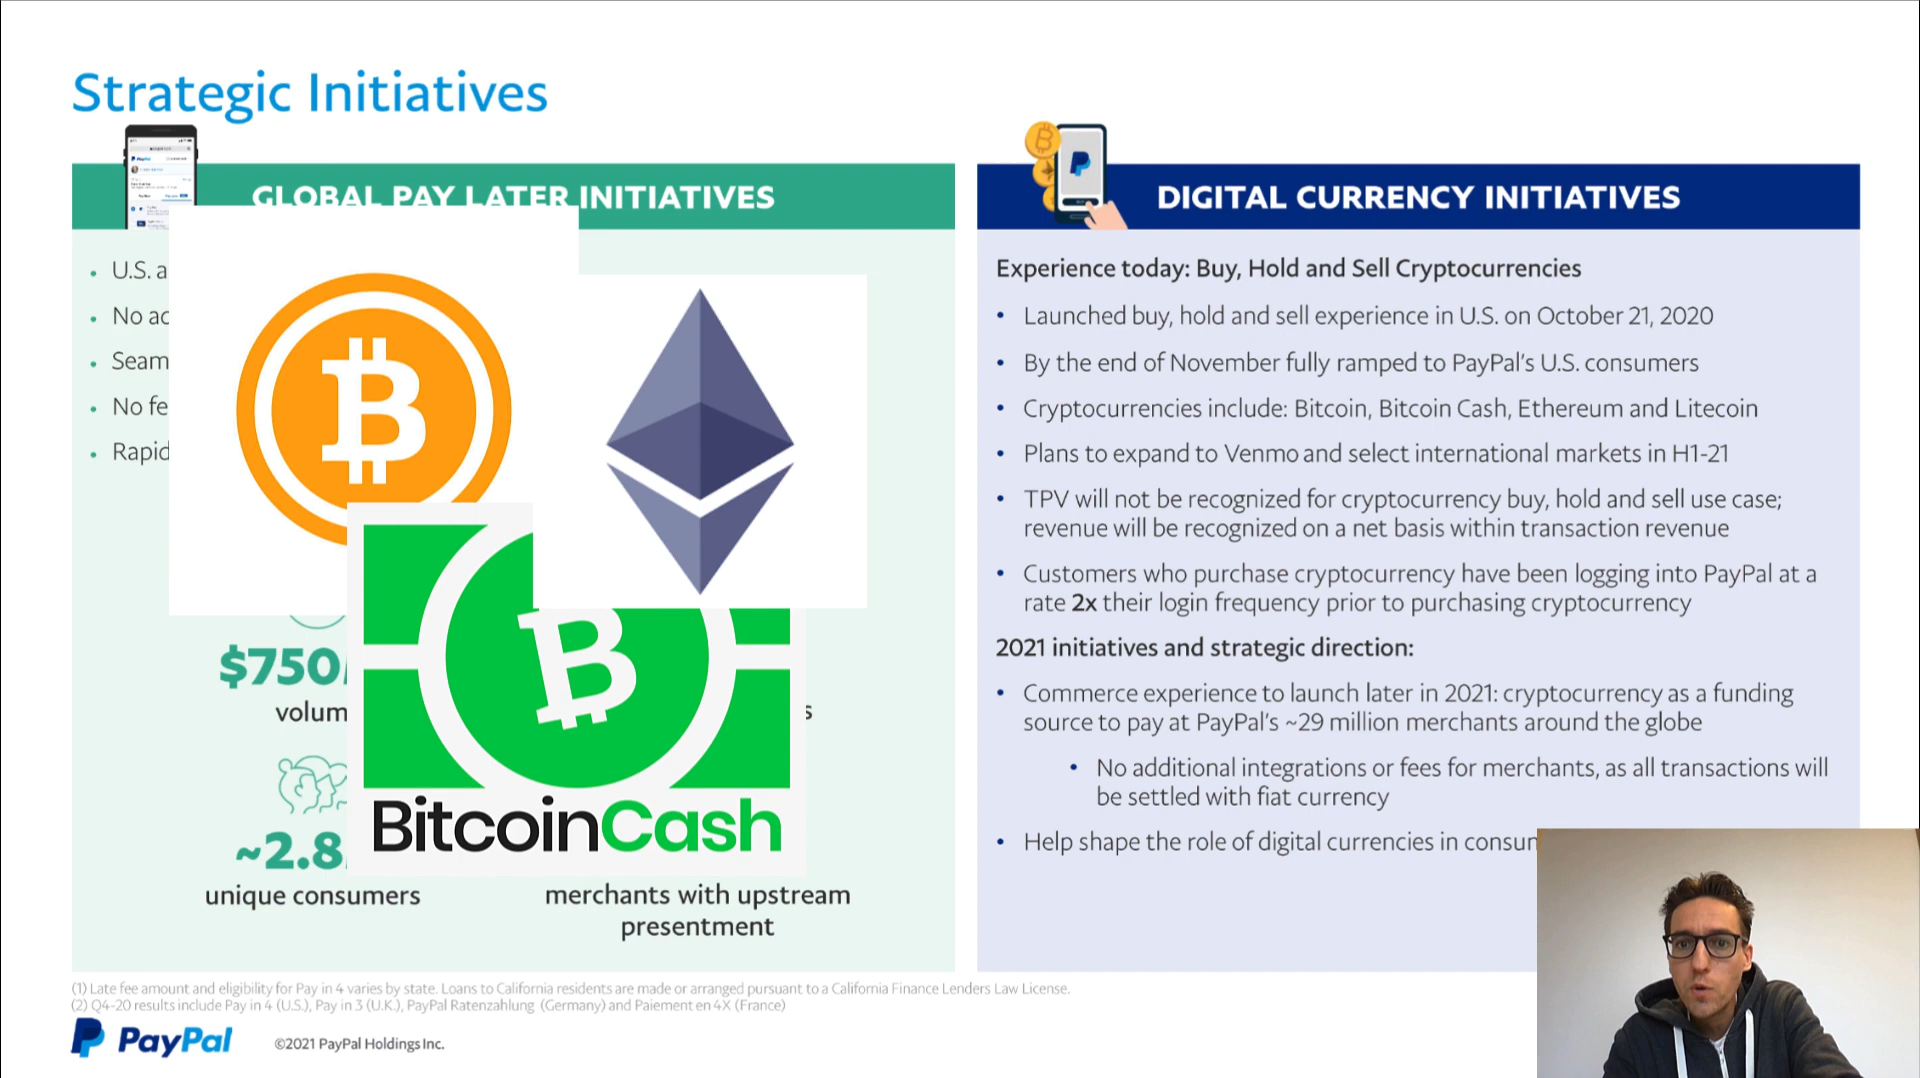 Strategic Initiatives
GLOBAL PAY LATER INITIATIVES
• U.S. a
• No ac
• Seam
• No fe
• Rapid
$750
volum
s
~2.8
unique consumers
merchants with upstream
presentment
BitcoinCash
DIGITAL CURRENCY INITIATIVES
Experience today: Buy, Hold and Sell Cryptocurrencies
• Launched buy, hold and sell experience in U.S. on October 21, 2020
• By the end of November fully ramped to PayPal's U.S. consumers
• Cryptocurrencies include: Bitcoin, Bitcoin Cash, Ethereum and Litecoin
• Plans to expand to Venmo and select international markets in H1-21
• TPV will not be recognized for cryptocurrency buy, hold and sell use case;
revenue will be recognized on a net basis within transaction revenue
• Customers who purchase cryptocurrency have been logging into PayPal at a
rate 2x their login frequency prior to purchasing cryptocurrency
2021 initiatives and strategic direction:
• Commerce experience to launch later in 2021: cryptocurrency as a funding
source to pay at PayPal's ~29 million merchants around the globe
• No additional integrations or fees for merchants, as all transactions will
be settled with fiat currency
• Help shape the role of digital currencies in consun
(1) Late fee amount and eligibility for Pay in 4 varies by state. Loans to California residents are made or arranged pursuant to a California Finance Lenders Law License.
(2) Q4-20 results include Pay in 4 (U.S.), Pay in 3 (U.K.), PayPal Ratenzahlung (Germany) and Paiement en 4X (France)
PayPal
©2021 PayPal Holdings Inc.